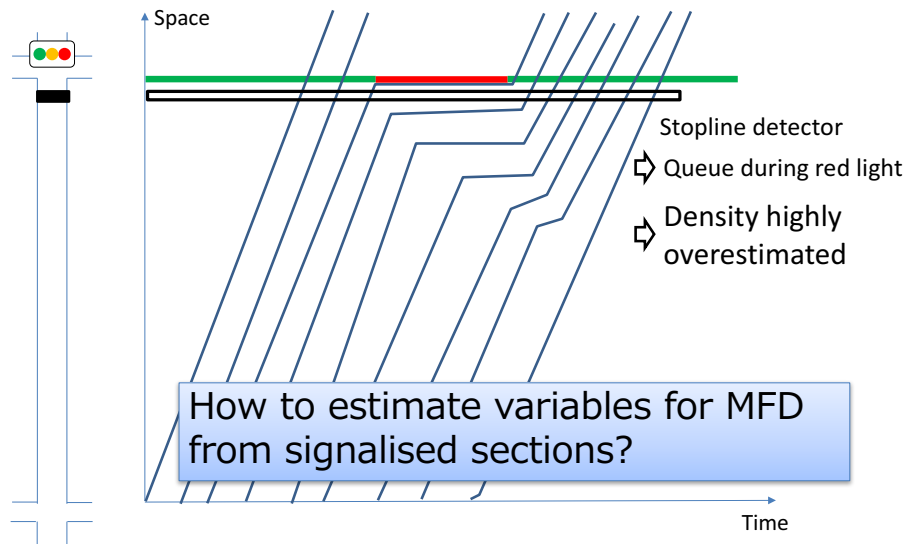 Space
Stopline detector
Queue during red light
Density highly
overestimated
How to estimate variables for MFD
from signalised sections?
Time